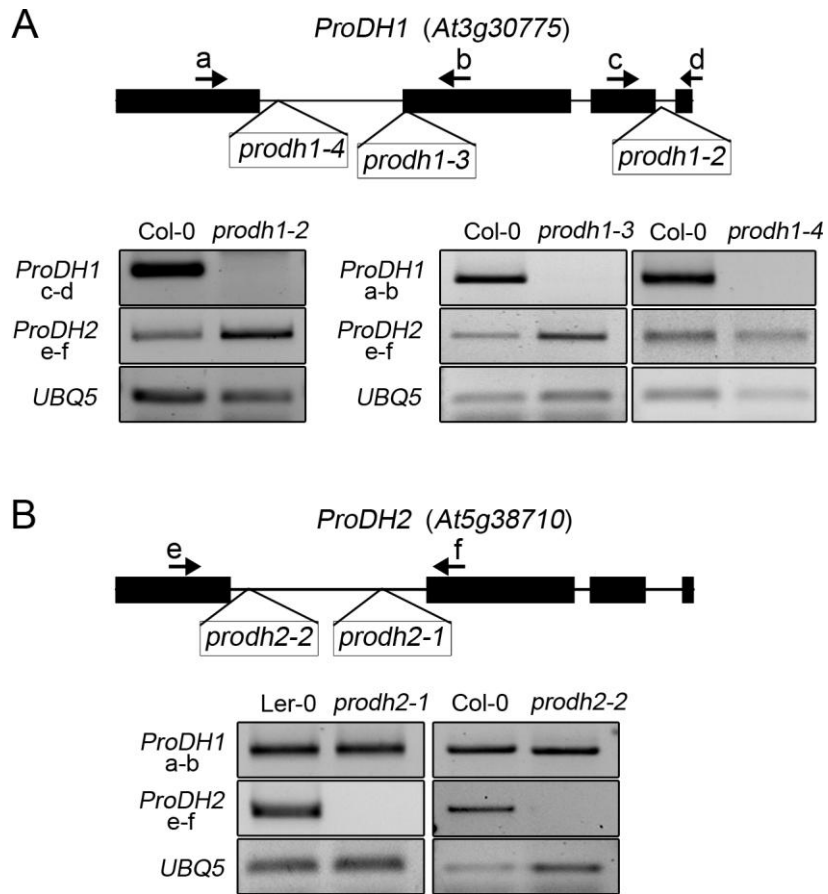 A
ProDH1 (At3g30775)
a b c d
prodh1-4 prodh1-3 prodh1-2
Col-0 prodh1-2 Col-0 prodh1-3 Col-0 prodh1-4
ProDH1 ProDH1
c-d a-b
ProDH2 ProDH2
e-f e-f
UBQ5 UBQ5
B
ProDH2 (At5g38710)
e f
prodh2-2 prodh2-1
Ler-0 prodh2-1 Col-0 prodh2-2
ProDH1
a-b
ProDH2
e-f
UBQ5